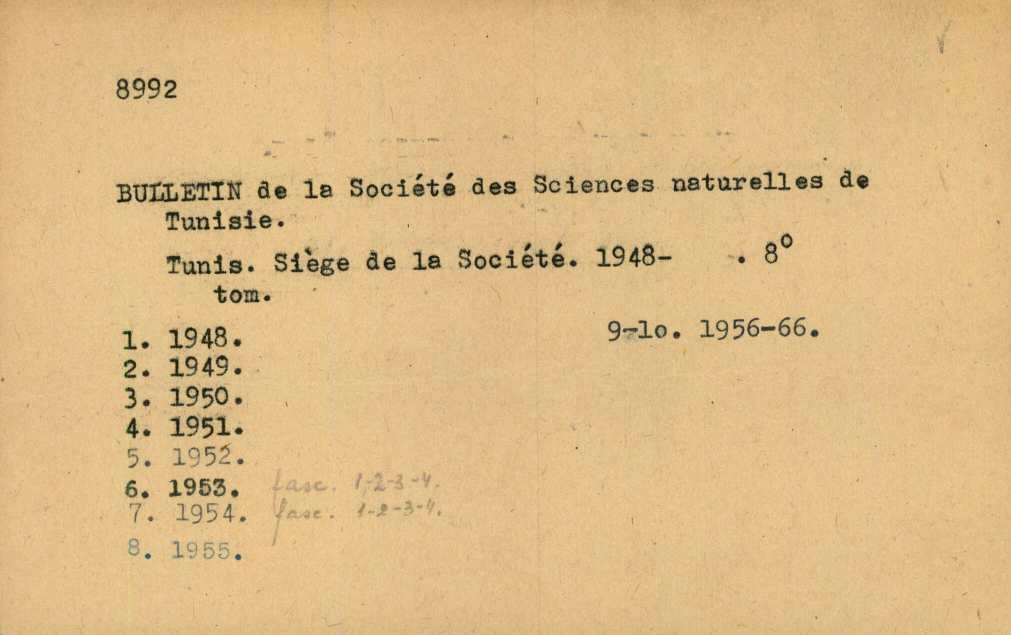 8992
BULLETIN de la Société des Sciences naturelles de
Tunisie.
Tunis. Siège de la Société. 1948- . 8°
tom.
1. 1948.
2. 1949.
3. 1950.
4. 1951.
5. 1952.
6. 1953. fasc. 1-2-3-4.
7. 1954. fasc. 1-2-3-4.
8. 1955.
9-lo. 1956-66.